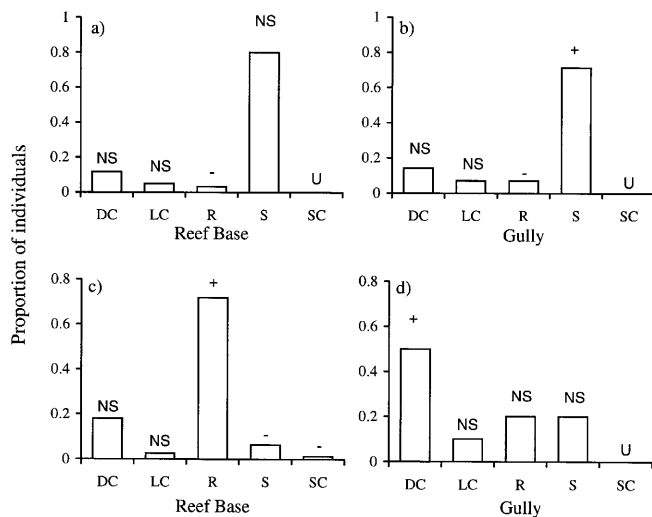 Proportion of individuals
a)
1
0.8
0.6
0.4
0.2
0
NS
NS
NS
-
U
DC LC R S SC
Reef Base
b)
1
0.8
0.6
0.4
0.2
0
+
NS
NS
-
U
DC LC R S SC
Gully
c)
0.8
0.6
0.4
0.2
0
+
NS
NS
-
-
DC LC R S SC
Reef Base
d)
0.8
0.6
0.4
0.2
0
+
NS
NS
NS
U
DC LC R S SC
Gully